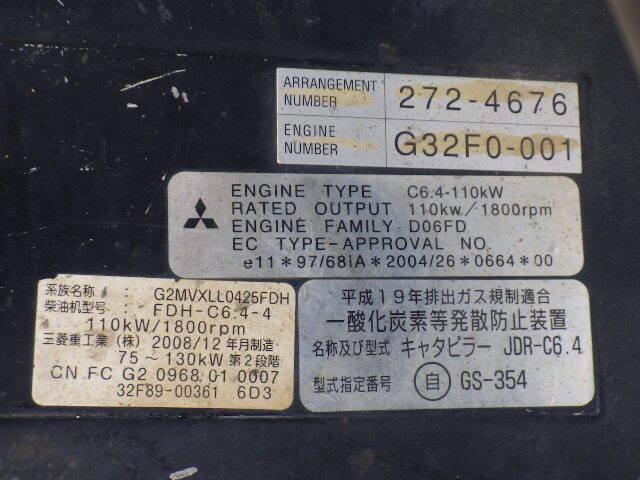 ARRANGEMENT NUMBER 272-4676
ENGINE NUMBER G32F0-001
ENGINE TYPE C6.4-110kW
RATED OUTPUT 110kw/1800rpm
ENGINE FAMILY D06FD
EC TYPE-APPROVAL NO.
e11*97/68IA*2004/26*0664*00
系族名称 : G2MVXLL0425FDH
柴油机型号: FDH-C6.4-4
110kW/1800rpm
三菱重工業(株) 2008/12月制造
75～130kW 第2段階
CN FC G2 0968 01 0007
32F89-00361 6D3
平成19年排出ガス規制適合
一酸化炭素等発散防止装置
名称及び型式 キャタピラー JDR-C6.4
型式指定番号 自 GS-354